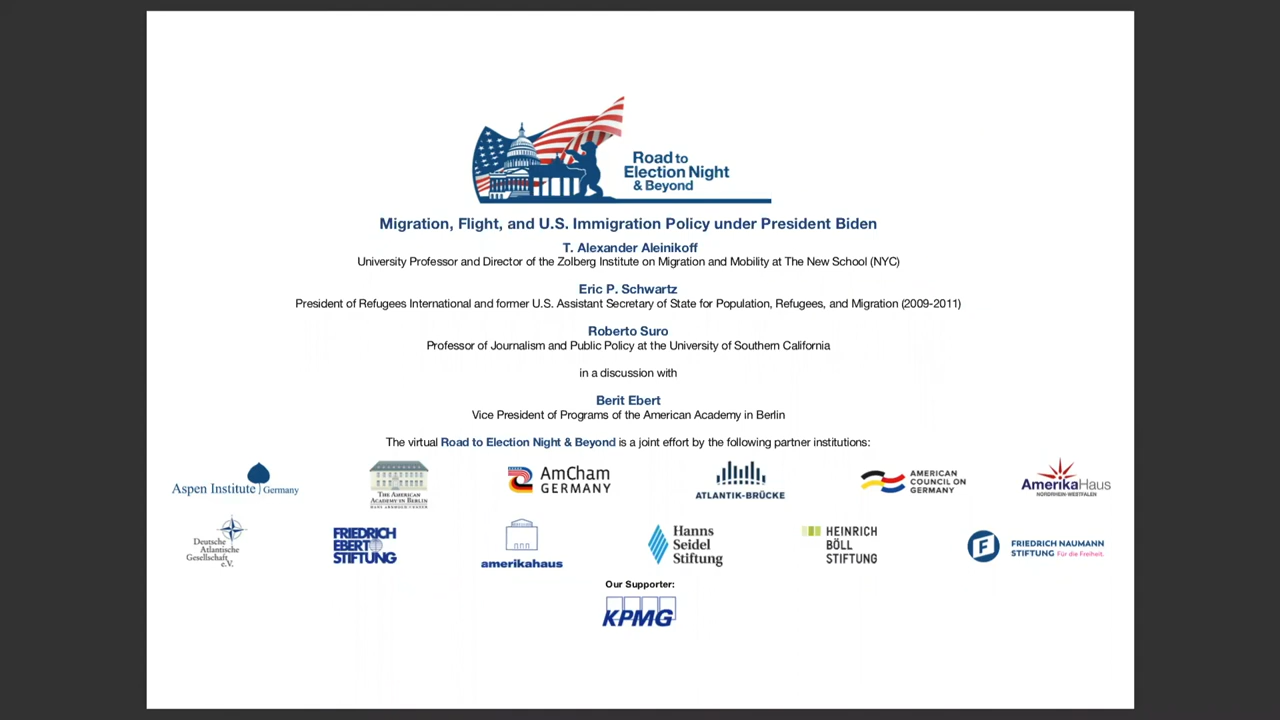 Road to
Election Night
& Beyond
Migration, Flight, and U.S. Immigration Policy under President Biden
T. Alexander Aleinikoff
University Professor and Director of the Zolberg Institute on Migration and Mobility at The New School (NYC)
Eric P. Schwartz
President of Refugees International and former U.S. Assistant Secretary of State for Population, Refugees, and Migration (2009-2011)
Roberto Suro
Professor of Journalism and Public Policy at the University of Southern California
in a discussion with
Berit Ebert
Vice President of Programs of the American Academy in Berlin
The virtual Road to Election Night & Beyond is a joint effort by the following partner institutions:
Aspen Institute Germany
THE AMERICAN
ACADEMY IN BERLIN
HANS ARNHOLD CENTER
AmCham
GERMANY
ATLANTIK-BRÜCKE
AMERICAN
COUNCIL ON
GERMANY
AmerikaHaus
NORDRHEIN-WESTFALEN
Deutsche
Atlantische
Gesellschaft
e.V.
FRIEDRICH
EBERT
STIFTUNG
amerikahaus
Hanns
Seidel
Stiftung
HEINRICH
BÖLL
STIFTUNG
F
FRIEDRICH NAUMANN
STIFTUNG Für die Freiheit.
Our Supporter:
KPMG